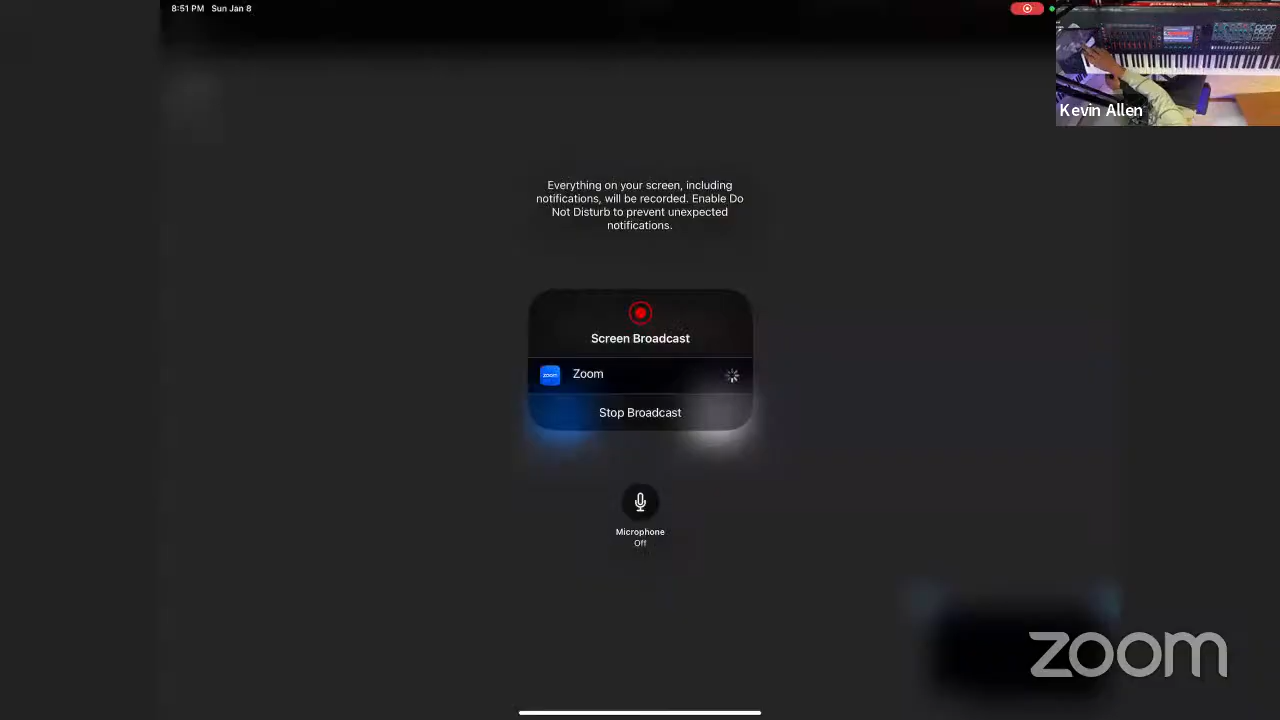 8:51 PM Sun Jan 8
Kevin Allen
Everything on your screen, including
notifications, will be recorded. Enable Do
Not Disturb to prevent unexpected
notifications.
Screen Broadcast
zoom
Zoom
Stop Broadcast
Microphone
Off
zoom